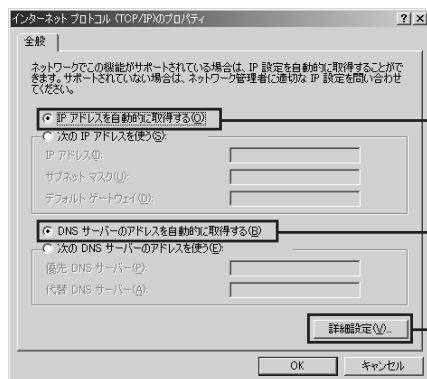 インターネット プロトコル (TCP/IP)のプロパティ
全般
ネットワークでこの機能がサポートされている場合は、IP 設定を自動的に取得することがで
きます。サポートされていない場合は、ネットワーク管理者に適切な IP 設定を問い合わせ
てください。
IP アドレスを自動的に取得する(O)
次の IP アドレスを使う(S):
IP アドレス(I):
サブネット マスク(U):
デフォルト ゲートウェイ(D):
DNS サーバーのアドレスを自動的に取得する(B)
次の DNS サーバーのアドレスを使う(E):
優先 DNS サーバー(P):
代替 DNS サーバー(A):
詳細設定(V)...
OK キャンセル